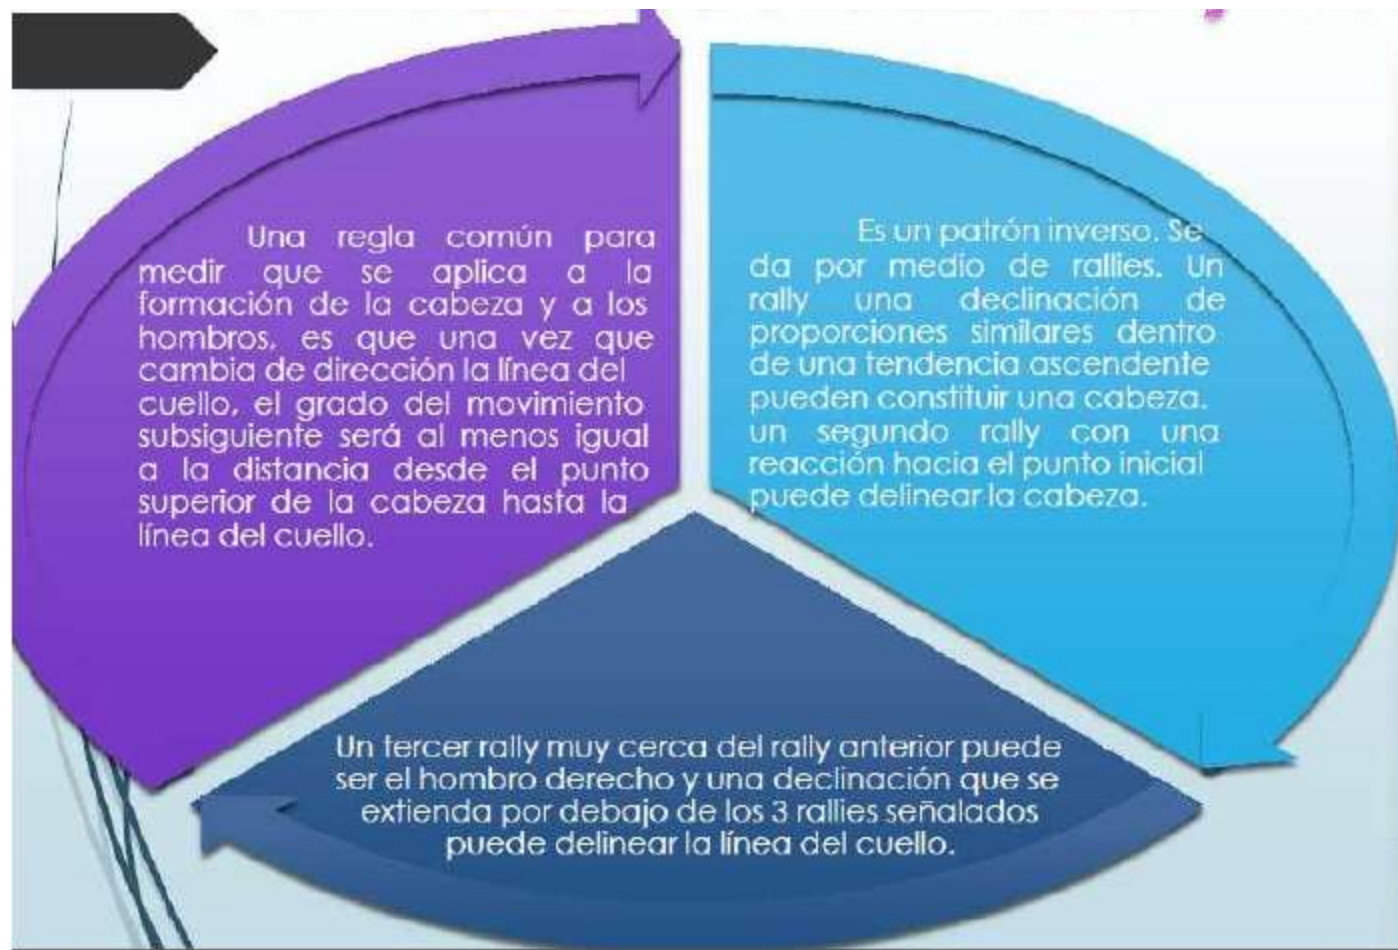 Es un patrón inverso. Se
da por medio de rallies. Un
rally una declinación de
proporciones similares dentro
de una tendencia ascendente
pueden constituir una cabeza.
un segundo rally con una
reacción hacia el punto inicial
puede delinear la cabeza.
Un tercer rally muy cerca del rally anterior puede
ser el hombro derecho y una declinación que se
extienda por debajo de los 3 rallies señalados
puede delinear la línea del cuello.
Una regla común para
medir que se aplica a la
formación de la cabeza y a los
hombros, es que una vez que
cambia de dirección la línea del
cuello, el grado del movimiento
subsiguiente será al menos igual
a la distancia desde el punto
superior de la cabeza hasta la
línea del cuello.